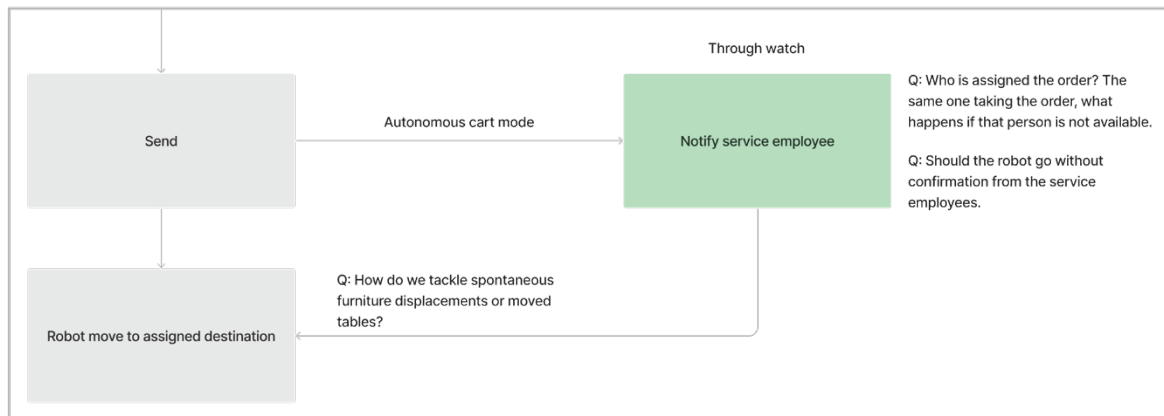 Through watch
Send
Autonomous cart mode
Notify service employee
Q: Who is assigned the order? The
same one taking the order, what
happens if that person is not available.
Q: Should the robot go without
confirmation from the service
employees.
Q: How do we tackle spontaneous
furniture displacements or moved
tables?
Robot move to assigned destination